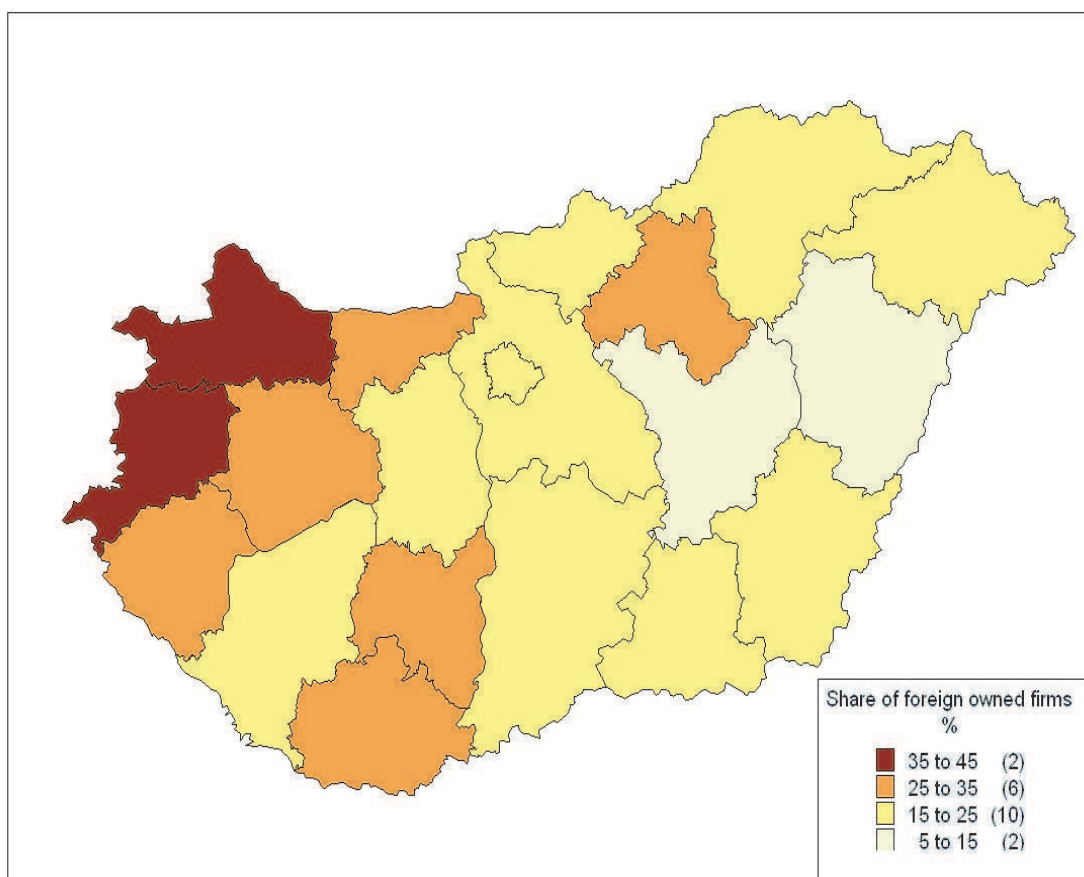 Share of foreign owned firms
%
35 to 45 (2)
25 to 35 (6)
15 to 25 (10)
5 to 15 (2)